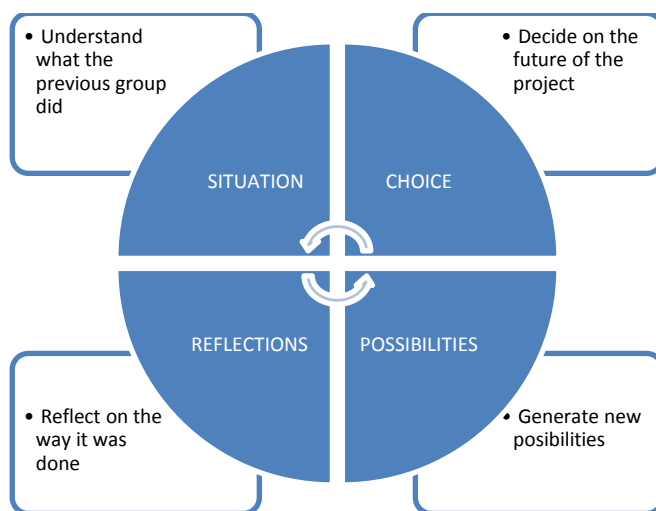 • Understand
what the
previous group
did
• Decide on the
future of the
project
SITUATION
CHOICE
REFLECTIONS
POSSIBILITIES
• Reflect on the
way it was
done
• Generate new
posibilities